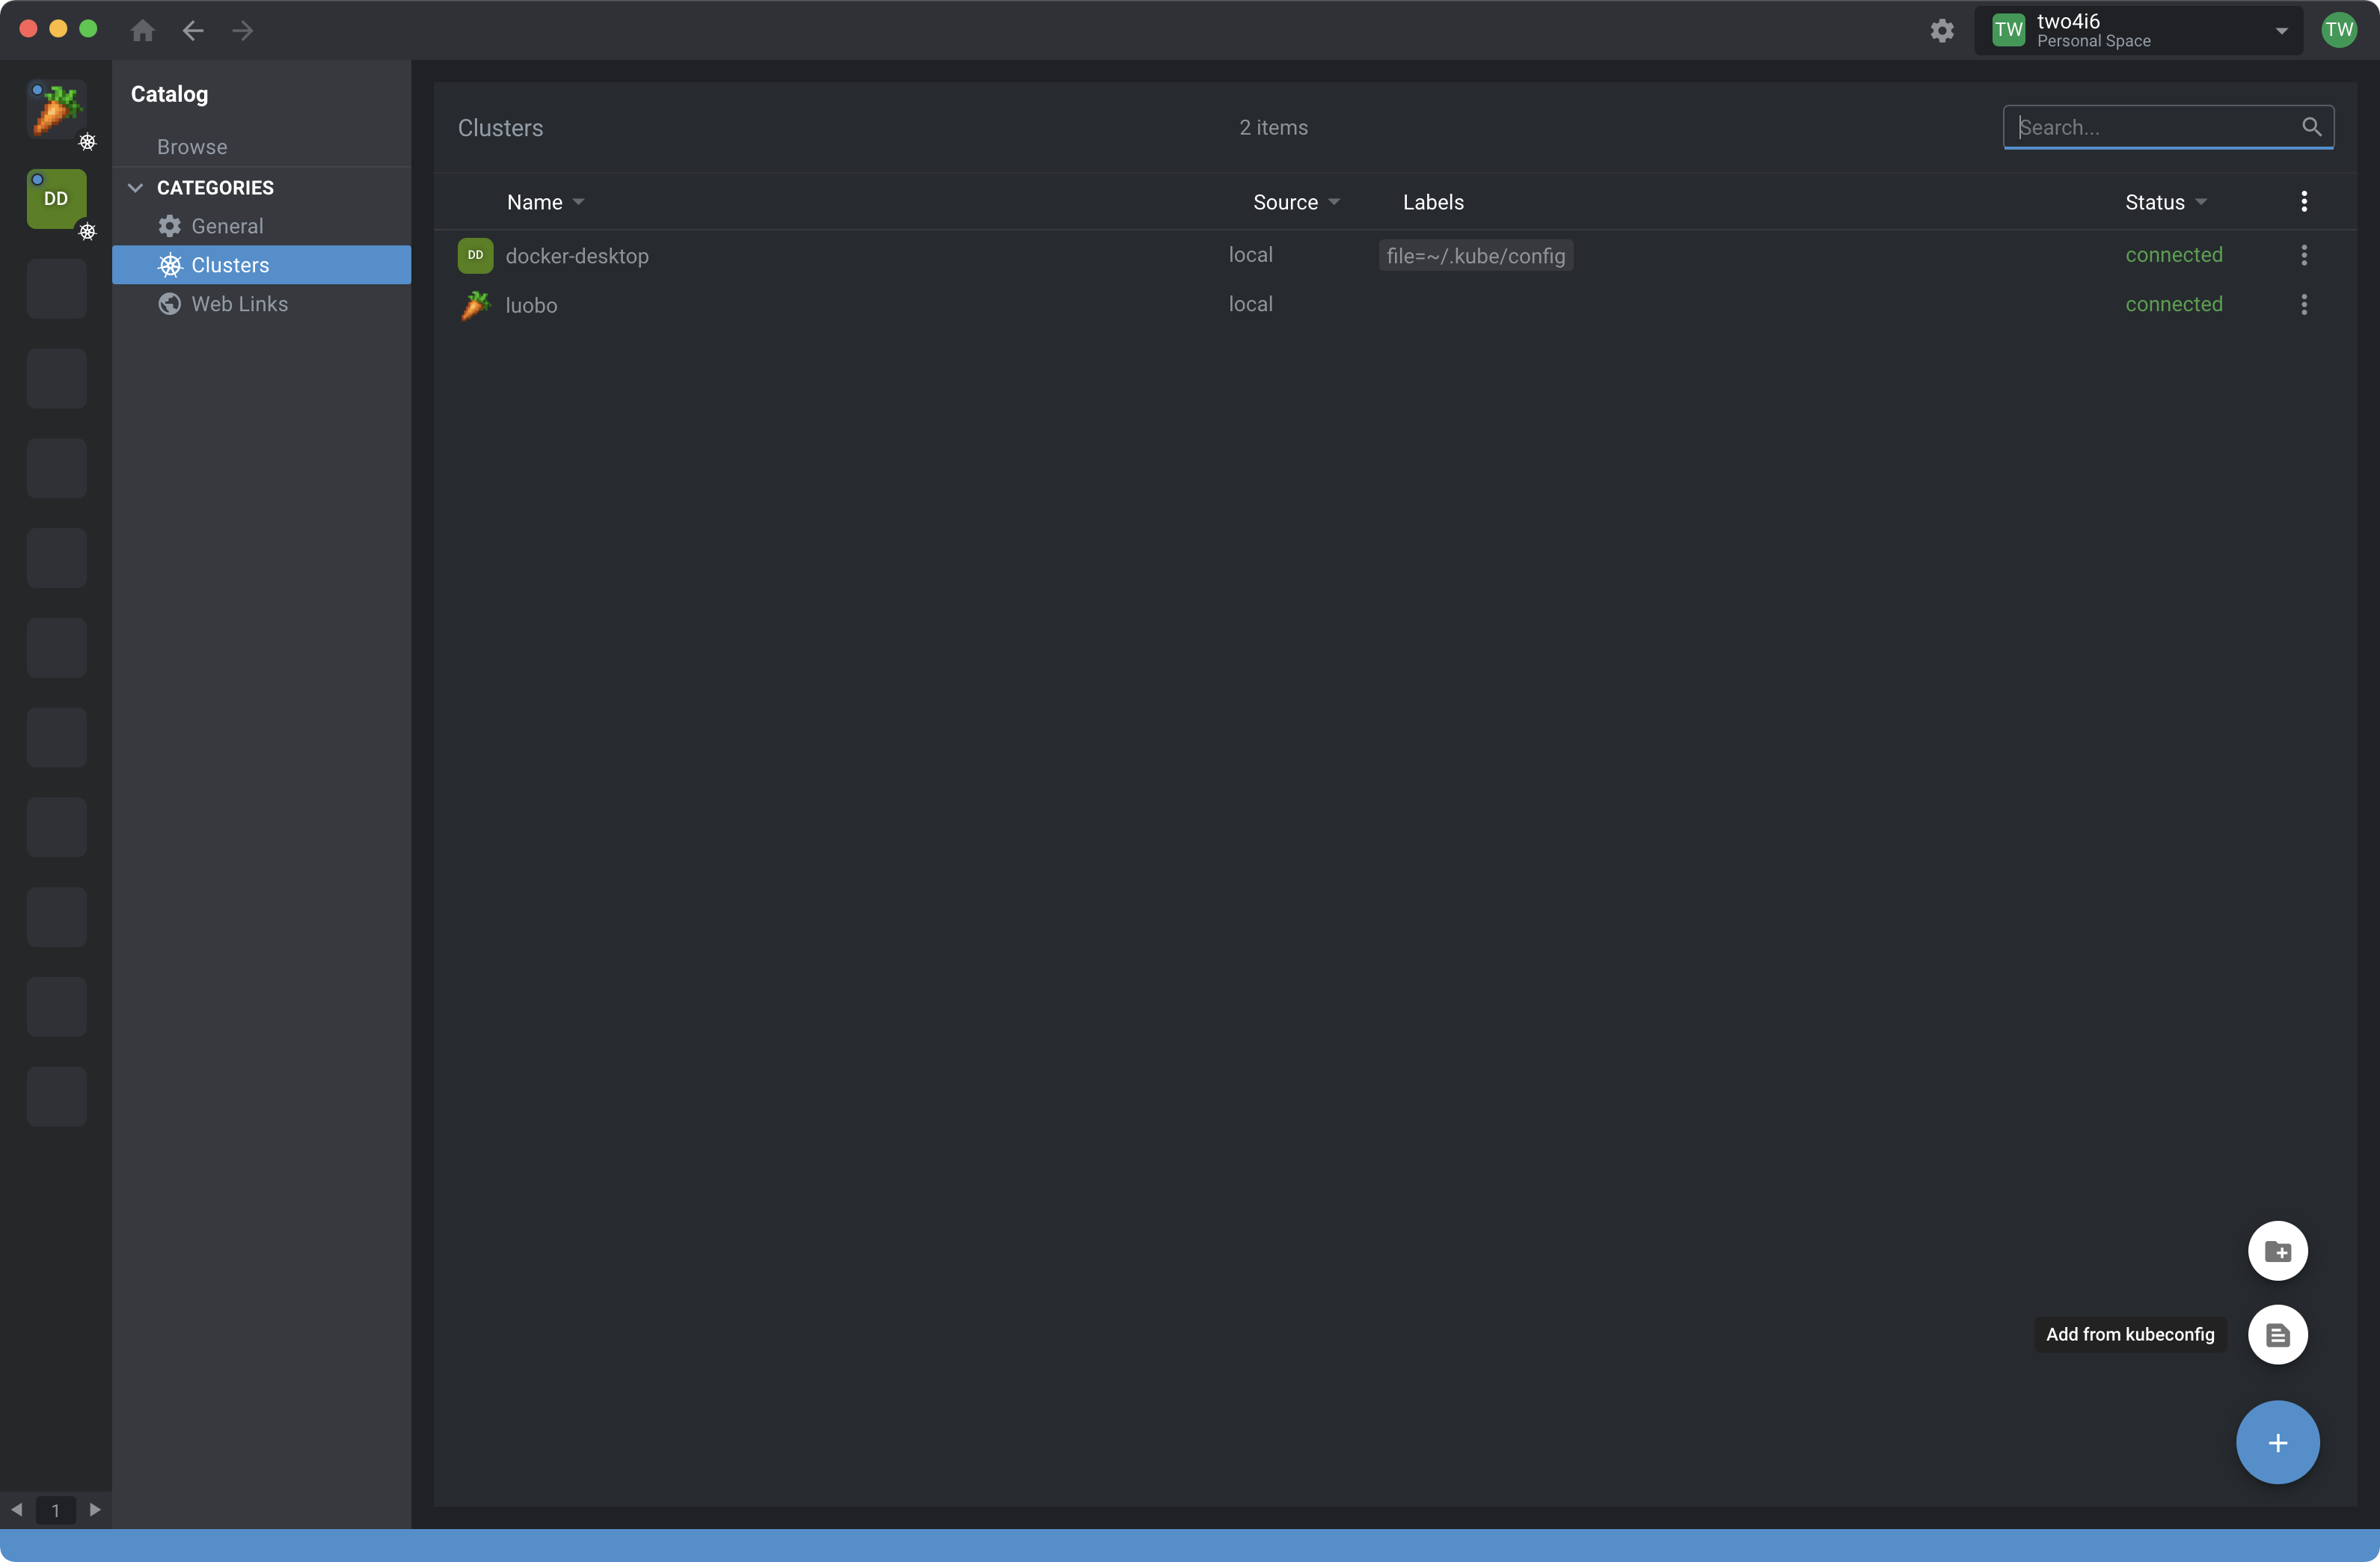 TW two4i6 TW
Personal Space
Catalog
Browse
CATEGORIES
General
Clusters
Web Links
DD
Clusters 2 items Search...
Name Source Labels Status
DD docker-desktop local file=~/.kube/config connected
luobo local connected
Add from kubeconfig
+
1